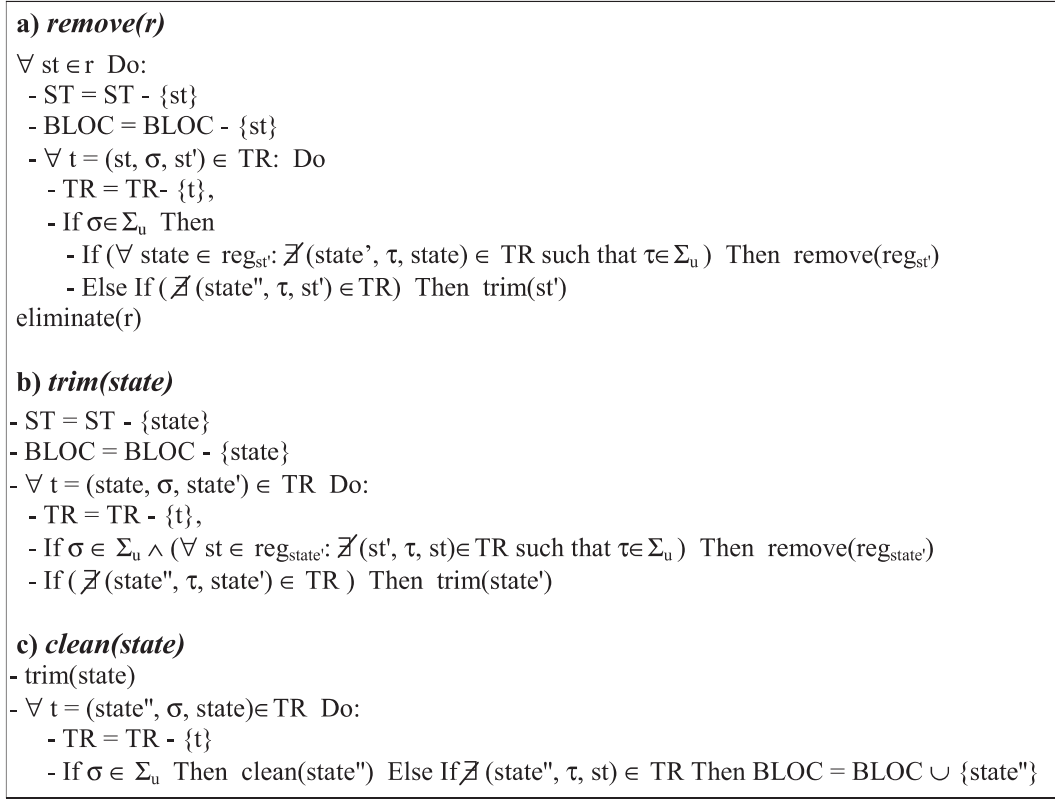 a) remove(r)
∀ st ∈ r Do:
- ST = ST - {st}
- BLOC = BLOC - {st}
- ∀ t = (st, σ, st') ∈ TR: Do
- TR = TR- {t},
- If σ∈ Σu Then
- If (∀ state ∈ regst': ∄ (state’, τ, state) ∈ TR such that τ∈ Σu ) Then remove(regst')
- Else If ( ∄ (state'', τ, st') ∈ TR) Then trim(st')
eliminate(r)
b) trim(state)
- ST = ST - {state}
- BLOC = BLOC - {state}
- ∀ t = (state, σ, state') ∈ TR Do:
- TR = TR - {t},
- If σ ∈ Σu ∧ (∀ st ∈ regstate': ∄ (st', τ, st)∈ TR such that τ∈ Σu ) Then remove(regstate')
- If ( ∄ (state'', τ, state') ∈ TR ) Then trim(state')
c) clean(state)
- trim(state)
- ∀ t = (state'', σ, state)∈ TR Do:
- TR = TR - {t}
- If σ ∈ Σu Then clean(state'') Else If ∄ (state'', τ, st) ∈ TR Then BLOC = BLOC ∪ {state''}